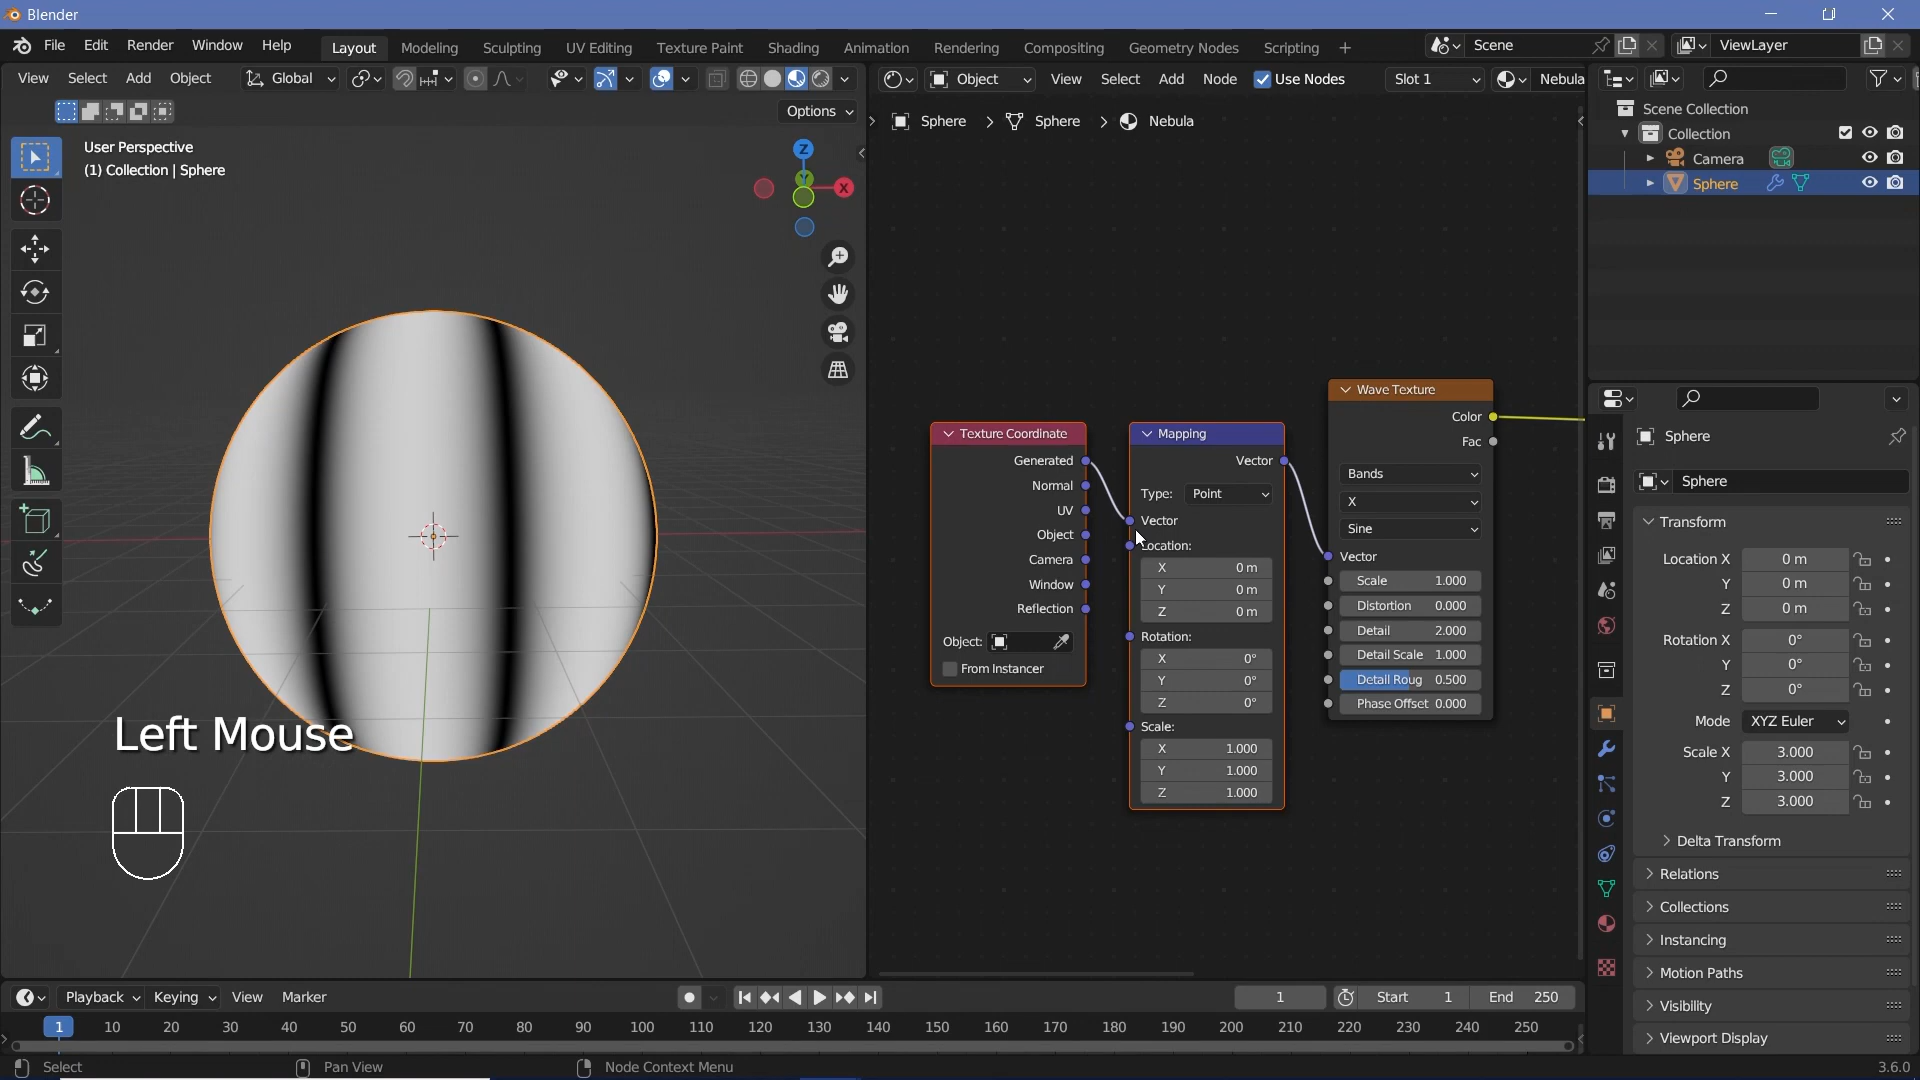 Blender
File Edit Render Window Help
Layout Modeling Sculpting UV Editing Texture Paint Shading Animation Rendering Compositing Geometry Nodes Scripting +
Scene
ViewLayer
View Select Add Object
Global
Object View Select Add Node Use Nodes Slot 1 Nebula
Options
User Perspective
(1) Collection | Sphere
Z
Y
X
Sphere > Sphere > Nebula
Scene Collection
Collection
Camera
Sphere
Texture Coordinate
Generated
Normal
UV
Object
Camera
Window
Reflection
Object:
From Instancer
Mapping
Vector
Type: Point
Vector
Location:
X 0 m
Y 0 m
Z 0 m
Rotation:
X 0°
Y 0°
Z 0°
Scale:
X 1.000
Y 1.000
Z 1.000
Wave Texture
Color
Fac
Bands
X
Sine
Vector
Scale 1.000
Distortion 0.000
Detail 2.000
Detail Scale 1.000
Detail Roug 0.500
Phase Offset 0.000
Sphere
Sphere
Transform
Location X 0 m
Y 0 m
Z 0 m
Rotation X 0°
Y 0°
Z 0°
Mode XYZ Euler
Scale X 3.000
Y 3.000
Z 3.000
Delta Transform
Relations
Collections
Instancing
Motion Paths
Visibility
Viewport Display
Left Mouse
Playback Keying View Marker
1 Start 1 End 250
1 10 20 30 40 50 60 70 80 90 100 110 120 130 140 150 160 170 180 190 200 210 220 230 240 250
Select Pan View Node Context Menu 3.6.0